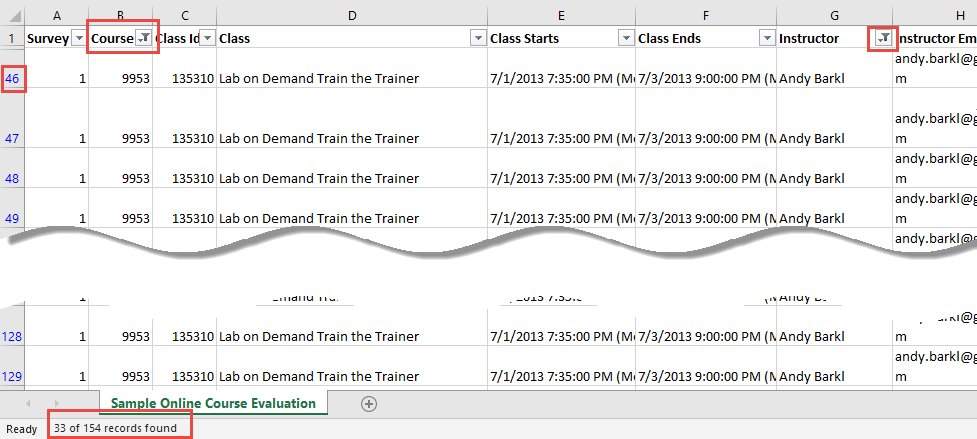 A B C D E F G H
1 Survey Course Class Id Class Class Starts Class Ends Instructor Instructor Em
andy.barkl@g
46 1 9953 135310 Lab on Demand Train the Trainer 7/1/2013 7:35:00 PM (Mo 7/3/2013 9:00:00 PM (M Andy Barkl m
andy.barkl@g
47 1 9953 135310 Lab on Demand Train the Trainer 7/1/2013 7:35:00 PM (Mo 7/3/2013 9:00:00 PM (M Andy Barkl m
andy.barkl@g
48 1 9953 135310 Lab on Demand Train the Trainer 7/1/2013 7:35:00 PM (Mo 7/3/2013 9:00:00 PM (M Andy Barkl m
andy.barkl@g
49 1 9953 135310 Lab on Demand Train the Trainer 7/1/2013 7:35:00 PM (Mo 7/3/2013 9:00:00 PM (M Andy Barkl m
andy.barkl@g
128 1 9953 135310 Lab on Demand Train the Trainer 7/1/2013 7:35:00 PM (Mo 7/3/2013 9:00:00 PM (M Andy Barkl m
andy.barkl@g
129 1 9953 135310 Lab on Demand Train the Trainer 7/1/2013 7:35:00 PM (Mo 7/3/2013 9:00:00 PM (M Andy Barkl m
Sample Online Course Evaluation
Ready 33 of 154 records found